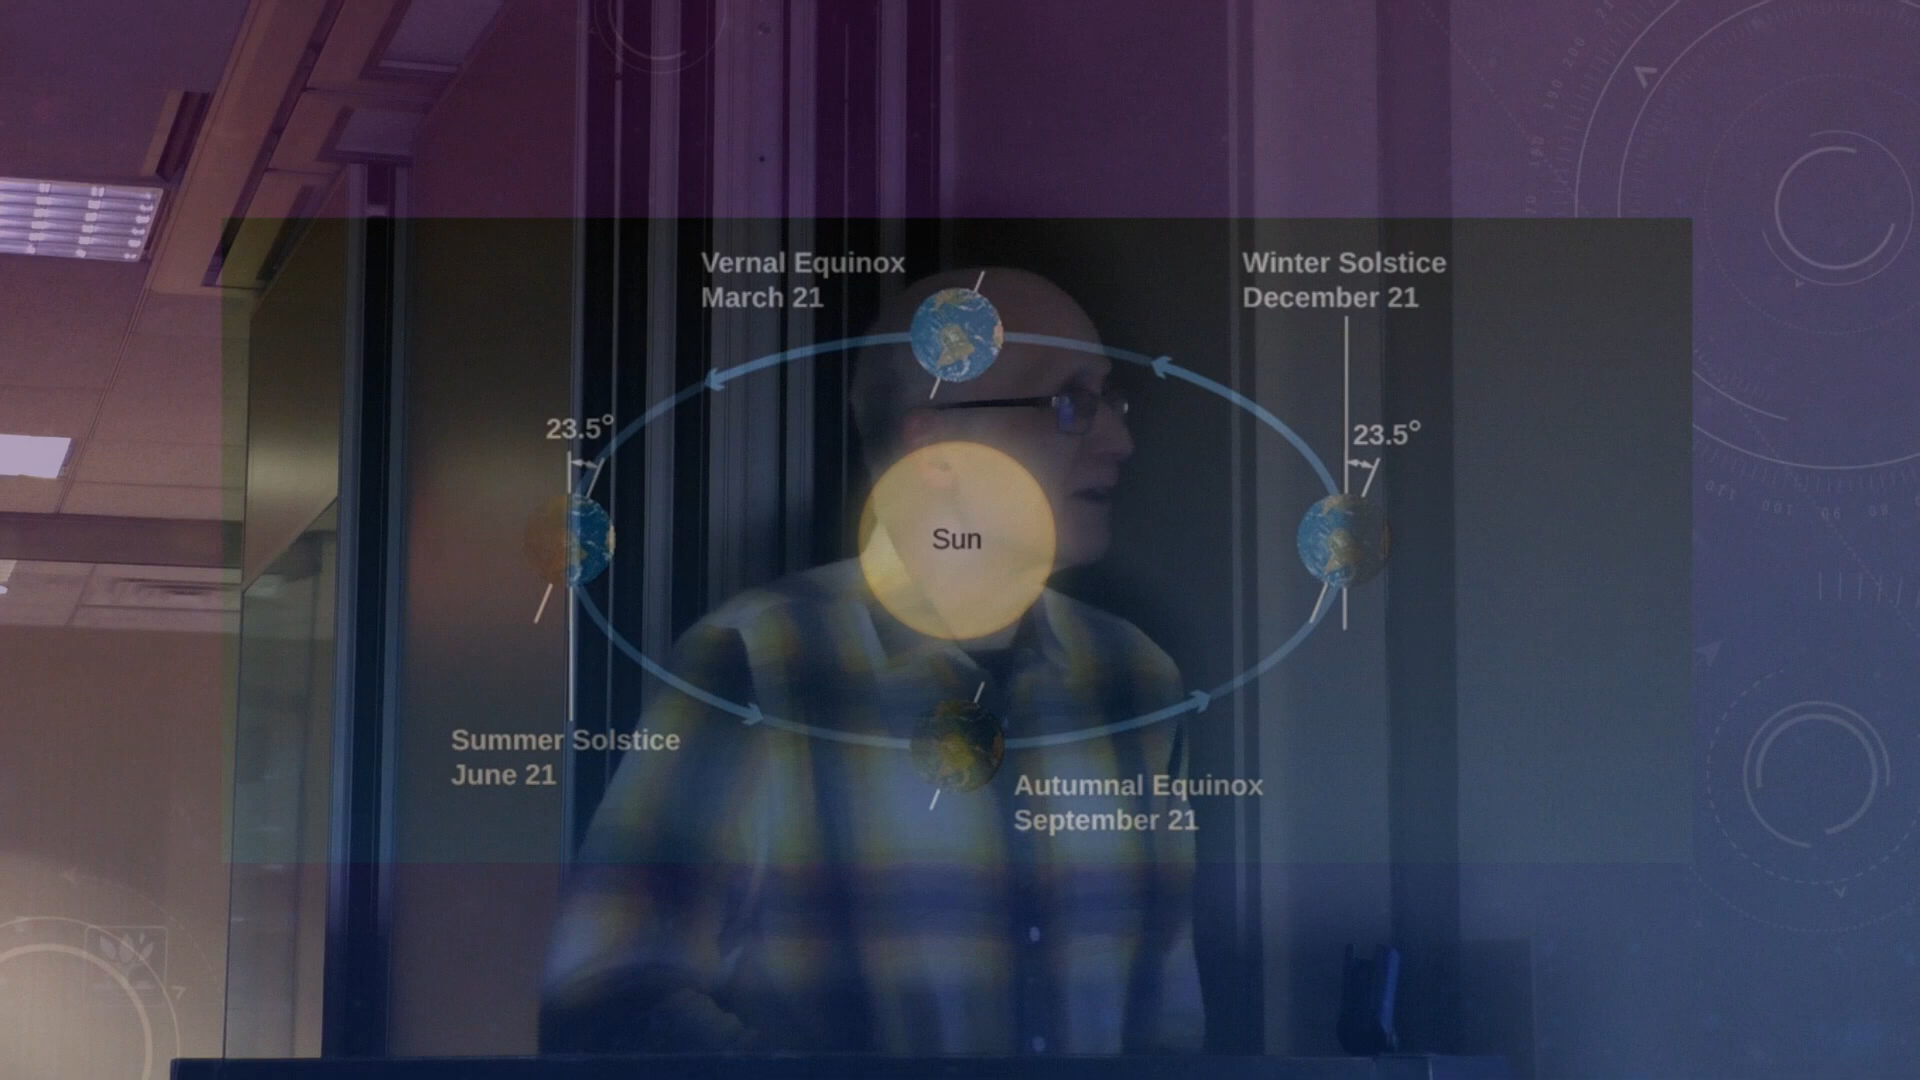 Vernal Equinox
March 21
Winter Solstice
December 21
23.5°
23.5°
Sun
Summer Solstice
June 21
Autumnal Equinox
September 21